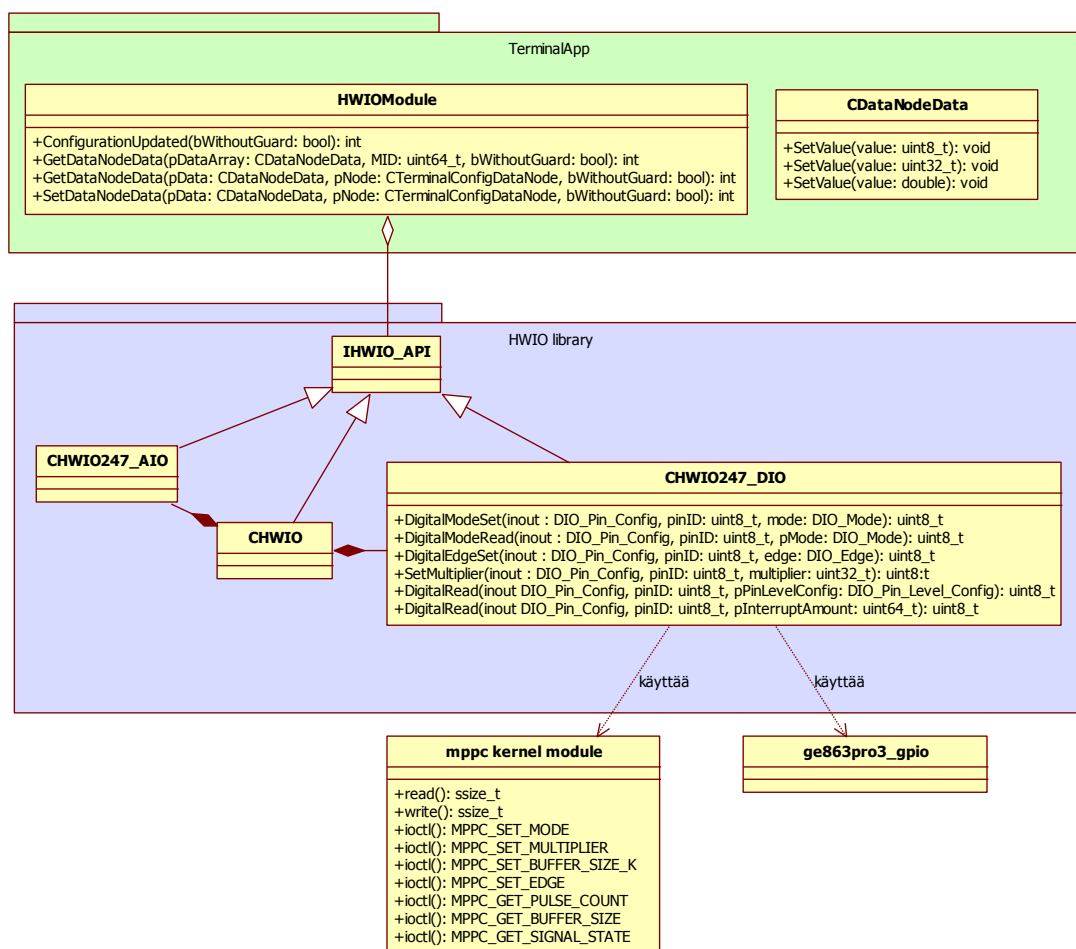 TerminalApp
HWIOModule
+ConfigurationUpdated(bWithoutGuard: bool): int
+GetDataNodeData(pDataArray: CDataNodeData, MID: uint64_t, bWithoutGuard: bool): int
+GetDataNodeData(pData: CDataNodeData, pNode: CTerminalConfigDataNode, bWithoutGuard: bool): int
+SetDataNodeData(pData: CDataNodeData, pNode: CTerminalConfigDataNode, bWithoutGuard: bool): int
CDataNodeData
+SetValue(value: uint8_t): void
+SetValue(value: uint32_t): void
+SetValue(value: double): void
HWIO library
IHWIO_API
CHWIO247_AIO
CHWIO
CHWIO247_DIO
+DigitalModeSet(inout : DIO_Pin_Config, pinID: uint8_t, mode: DIO_Mode): uint8_t
+DigitalModeRead(inout : DIO_Pin_Config, pinID: uint8_t, pMode: DIO_Mode): uint8_t
+DigitalEdgeSet(inout : DIO_Pin_Config, pinID: uint8_t, edge: DIO_Edge): uint8_t
+SetMultiplier(inout : DIO_Pin_Config, pinID: uint8_t, multiplier: uint32_t): uint8:t
+DigitalRead(inout DIO_Pin_Config, pinID: uint8_t, pPinLevelConfig: DIO_Pin_Level_Config): uint8_t
+DigitalRead(inout DIO_Pin_Config, pinID: uint8_t, pInterruptAmount: uint64_t): uint8_t
käyttää
käyttää
mppc kernel module
+read(): ssize_t
+write(): ssize_t
+ioctl(): MPPC_SET_MODE
+ioctl(): MPPC_SET_MULTIPLIER
+ioctl(): MPPC_SET_BUFFER_SIZE_K
+ioctl(): MPPC_SET_EDGE
+ioctl(): MPPC_GET_PULSE_COUNT
+ioctl(): MPPC_GET_BUFFER_SIZE
+ioctl(): MPPC_GET_SIGNAL_STATE
ge863pro3_gpio